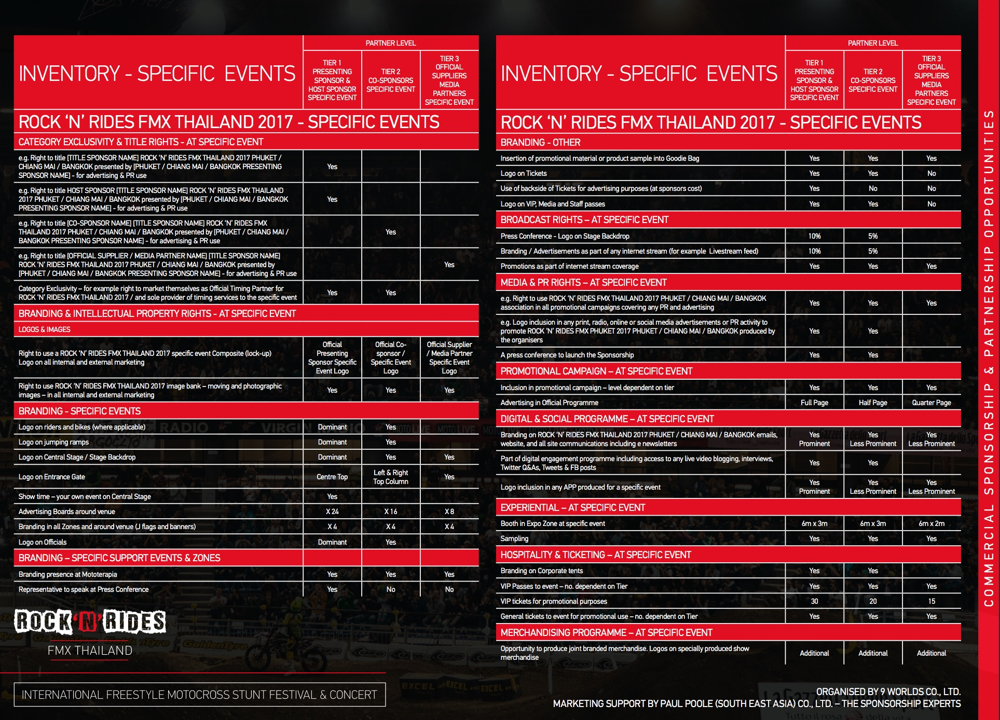 INVENTORY - SPECIFIC EVENTS
PARTNER LEVEL
TIER 1
PRESENTING
SPONSOR &
HOST SPONSOR
SPECIFIC EVENT
TIER 2
CO-SPONSORS
SPECIFIC EVENT
TIER 3
OFFICIAL
SUPPLIERS
MEDIA
PARTNERS
SPECIFIC EVENT
ROCK ‘N’ RIDES FMX THAILAND 2017 - SPECIFIC EVENTS
CATEGORY EXCLUSIVITY & TITLE RIGHTS - AT SPECIFIC EVENT
e.g. Right to title [TITLE SPONSOR NAME] ROCK ‘N’ RIDES FMX THAILAND 2017 PHUKET /
CHIANG MAI / BANGKOK presented by [PHUKET / CHIANG MAI / BANGKOK PRESENTING
SPONSOR NAME] - for advertising & PR use
Yes
e.g. Right to title HOST SPONSOR [TITLE SPONSOR NAME] ROCK ‘N’ RIDES FMX THAILAND
2017 PHUKET / CHIANG MAI / BANGKOK presented by [PHUKET / CHIANG MAI / BANGKOK
PRESENTING SPONSOR NAME] - for advertising & PR use
Yes
e.g. Right to title [CO-SPONSOR NAME] [TITLE SPONSOR NAME] ROCK ‘N’ RIDES FMX
THAILAND 2017 PHUKET / CHIANG MAI / BANGKOK presented by [PHUKET / CHIANG MAI /
BANGKOK PRESENTING SPONSOR NAME] - for advertising & PR use
Yes
e.g. Right to title [OFFICIAL SUPPLIER / MEDIA PARTNER NAME] [TITLE SPONSOR NAME]
ROCK ‘N’ RIDES FMX THAILAND 2017 PHUKET / CHIANG MAI / BANGKOK presented by
[PHUKET / CHIANG MAI / BANGKOK PRESENTING SPONSOR NAME] - for advertising & PR use
Yes
Category Exclusivity – for example right to market themselves as Official Timing Partner for
ROCK ‘N’ RIDES FMX THAILAND 2017 / and sole provider of timing services to the specific event
Yes Yes
BRANDING & INTELLECTUAL PROPERTY RIGHTS - AT SPECIFIC EVENT
LOGOS & IMAGES
Right to use a ROCK ‘N’ RIDES FMX THAILAND 2017 specific event Composite (lock-up)
Logo on all internal and external marketing
Official
Presenting
Sponsor Specific
Event Logo
Official Co-
sponsor /
Specific Event
Logo
Official Supplier
/ Media Partner
Specific Event
Logo
Right to use ROCK ‘N’ RIDES FMX THAILAND 2017 image bank – moving and photographic
images – in all internal and external marketing
Yes Yes Yes
BRANDING - SPECIFIC EVENTS
Logo on riders and bikes (where applicable) Dominant Yes
Logo on jumping ramps Dominant Yes
Logo on Central Stage / Stage Backdrop Dominant Yes Yes
Logo on Entrance Gate Centre Top
Left & Right
Top Column
Yes
Show time – your own event on Central Stage Yes
Advertising Boards around venue X 24 X 16 X 8
Branding in all Zones and around venue (J flags and banners) X 4 X 4 X 4
Logo on Officials Dominant Yes
BRANDING – SPECIFIC SUPPORT EVENTS & ZONES
Branding presence at Mototerapia Yes Yes Yes
Representative to speak at Press Conference Yes No No
ROCK ‘N’ RIDES
FMX THAILAND
INTERNATIONAL FREESTYLE MOTOCROSS STUNT FESTIVAL & CONCERT
INVENTORY - SPECIFIC EVENTS
PARTNER LEVEL
TIER 1
PRESENTING
SPONSOR &
HOST SPONSOR
SPECIFIC EVENT
TIER 2
CO-SPONSORS
SPECIFIC EVENT
TIER 3
OFFICIAL
SUPPLIERS
MEDIA
PARTNERS
SPECIFIC EVENT
ROCK ‘N’ RIDES FMX THAILAND 2017 - SPECIFIC EVENTS
BRANDING - OTHER
Insertion of promotional material or product sample into Goodie Bag Yes Yes Yes
Logo on Tickets Yes Yes No
Use of backside of Tickets for advertising purposes (at sponsors cost) Yes No No
Logo on VIP, Media and Staff passes Yes Yes No
BROADCAST RIGHTS – AT SPECIFIC EVENT
Press Conference - Logo on Stage Backdrop 10% 5%
Branding / Advertisements as part of any internet stream (for example Livestream feed) 10% 5%
Promotions as part of internet stream coverage Yes Yes Yes
MEDIA & PR RIGHTS – AT SPECIFIC EVENT
e.g. Right to use ROCK ‘N’ RIDES FMX THAILAND 2017 PHUKET / CHIANG MAI / BANGKOK
association in all promotional campaigns covering any PR and advertising
Yes Yes Yes
e.g. Logo inclusion in any print, radio, online or social media advertisements or PR activity to
promote ROCK ‘N’ RIDES FMX PHUKET 2017 PHUKET / CHIANG MAI / BANGKOK produced by
the organisers
Yes Yes
A press conference to launch the Sponsorship Yes Yes
PROMOTIONAL CAMPAIGN – AT SPECIFIC EVENT
Inclusion in promotional campaign – level dependent on tier Yes Yes Yes
Advertising in Official Programme Full Page Half Page Quarter Page
DIGITAL & SOCIAL PROGRAMME – AT SPECIFIC EVENT
Branding on ROCK ‘N’ RIDES FMX THAILAND 2017 PHUKET / CHIANG MAI / BANGKOK emails,
website, and all site communications including e newsletters
Yes Yes Yes
Prominent Less Prominent Less Prominent
Part of digital engagement programme including access to any live video blogging, interviews,
Twitter Q&As, Tweets & FB posts
Yes Yes
Logo inclusion in any APP produced for a specific event
Yes Yes Yes
Prominent Less Prominent Less Prominent
EXPERIENTIAL – AT SPECIFIC EVENT
Booth in Expo Zone at specific event 6m x 3m 6m x 3m 6m x 2m
Sampling Yes Yes Yes
HOSPITALITY & TICKETING – AT SPECIFIC EVENT
Branding on Corporate tents Yes Yes
VIP Passes to event – no. dependent on Tier Yes Yes Yes
VIP tickets for promotional purposes 30 20 15
General tickets to event for promotional use – no. dependent on Tier Yes Yes Yes
MERCHANDISING PROGRAMME – AT SPECIFIC EVENT
Opportunity to produce joint branded merchandise. Logos on specially produced show
merchandise
Additional Additional Additional
ORGANISED BY 9 WORLDS CO., LTD.
MARKETING SUPPORT BY PAUL POOLE (SOUTH EAST ASIA) CO., LTD. – THE SPONSORSHIP EXPERTS
COMMERCIAL SPONSORSHIP & PARTNERSHIP OPPORTUNITIES
VIRGIN RADIO
MOTO LIVE
GoldenTyre
EXCEL EXCEL EXCEL
Tutto il rosa della vita